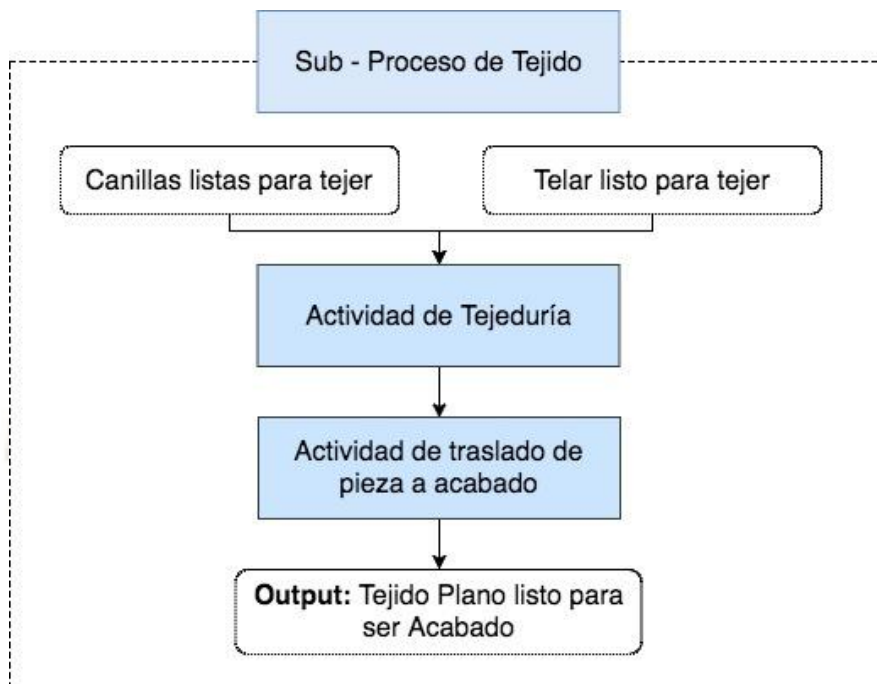 Sub - Proceso de Tejido
Canillas listas para tejer
Telar listo para tejer
Actividad de Tejeduría
Actividad de traslado de
pieza a acabado
Output: Tejido Plano listo para
ser Acabado